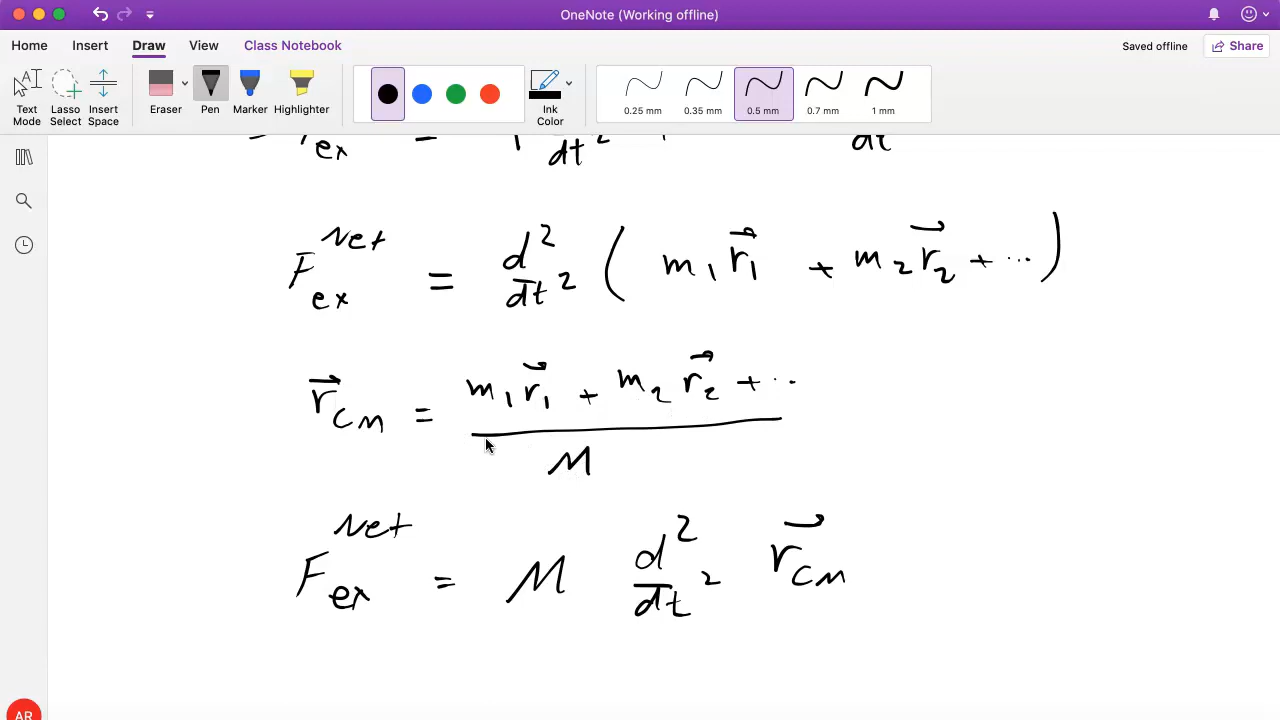 OneNote (Working offline)
Home Insert Draw View Class Notebook Saved offline Share
Text Mode Lasso Select Insert Space Eraser Pen Marker Highlighter Ink Color 0.25 mm 0.35 mm 0.5 mm 0.7 mm 1 mm
ex = dt² dt
F_ex^Net = d²/dt² ( m₁r⃗₁ + m₂r⃗₂ + ... )
r⃗_CM = (m₁r⃗₁ + m₂r⃗₂ + ...) / M
F_ex^Net = M d²/dt² r⃗_CM
AR